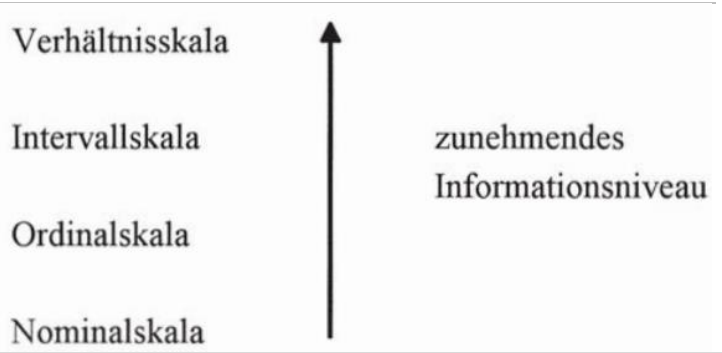 Verhältnisskala
Intervallskala
zunehmendes
Informationsniveau
Ordinalskala
Nominalskala